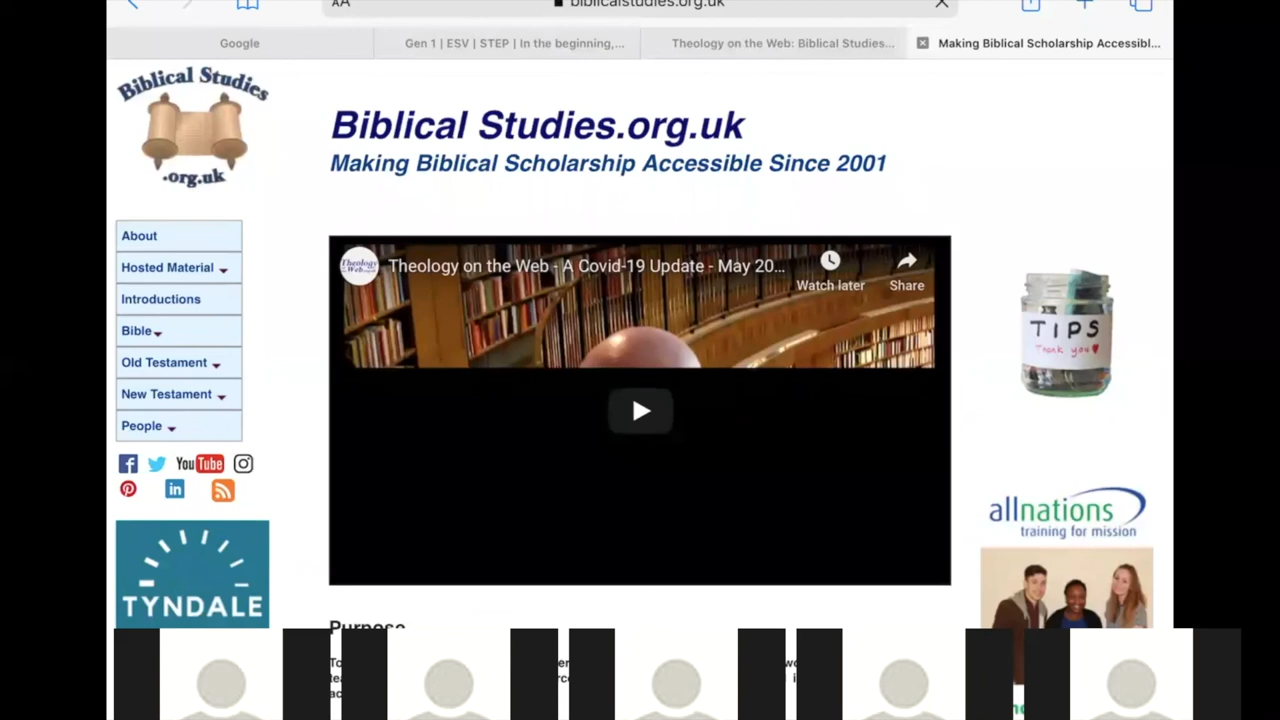 AA
biblicalstudies.org.uk
Google
Gen 1 | ESV | STEP | In the beginning,...
Theology on the Web: Biblical Studies...
Making Biblical Scholarship Accessibl...
Biblical Studies
.org.uk
Biblical Studies.org.uk
Making Biblical Scholarship Accessible Since 2001
About
Hosted Material
Introductions
Bible
Old Testament
New Testament
People
YouTube
TYNDALE
Theology on the Web - A Covid-19 Update - May 20...
Watch later
Share
TIPS
Thank you
allnations
training for mission
Purpose
To